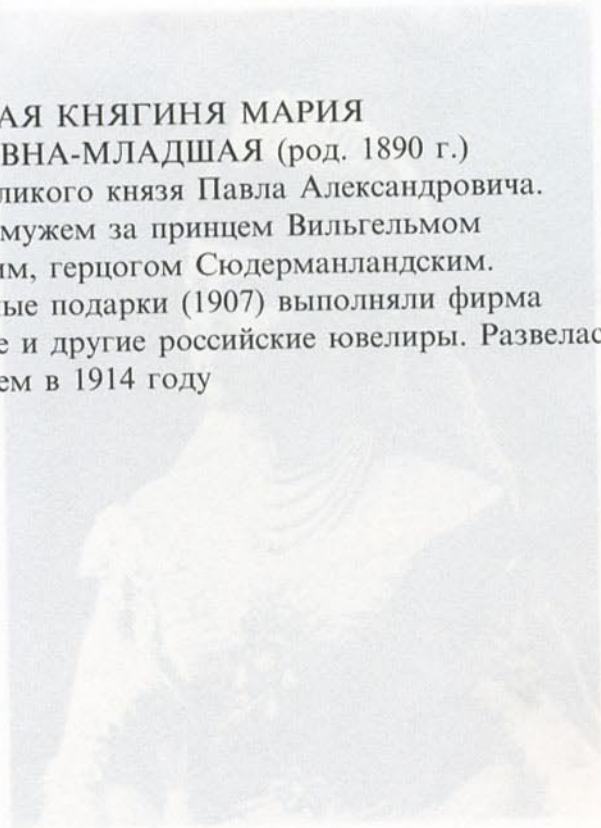 АЯ КНЯГИНЯ МАРИЯ
ВНА-МЛАДШАЯ (род. 1890 г.)
ликого князя Павла Александровича.
мужем за принцем Вильгельмом
им, герцогом Сюдерманландским.
ые подарки (1907) выполняли фирма
е и другие российские ювелиры. Развелас
ем в 1914 году